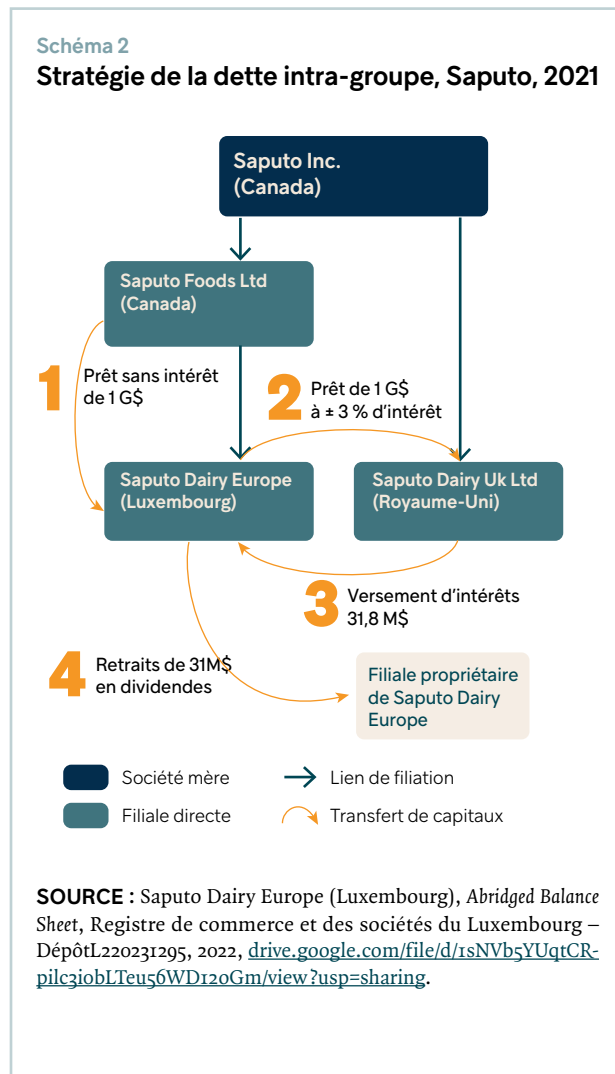 Schéma 2
Stratégie de la dette intra-groupe, Saputo, 2021
Saputo Inc.
(Canada)
Saputo Foods Ltd
(Canada)
1
Prêt sans intérêt
de 1 G$
2
Prêt de 1 G$
à ± 3 % d'intérêt
Saputo Dairy Europe
(Luxembourg)
Saputo Dairy Uk Ltd
(Royaume-Uni)
3
Versement d'intérêts
31,8 M$
4
Retraits de 31M$
en dividendes
Filiale propriétaire
de Saputo Dairy
Europe
Société mère
Lien de filiation
Filiale directe
Transfert de capitaux
SOURCE : Saputo Dairy Europe (Luxembourg), Abridged Balance
Sheet, Registre de commerce et des sociétés du Luxembourg –
DépôtL220231295, 2022, drive.google.com/file/d/1sNVb5YUqtCR-
pilc3iobLTeu56WD120Gm/view?usp=sharing.